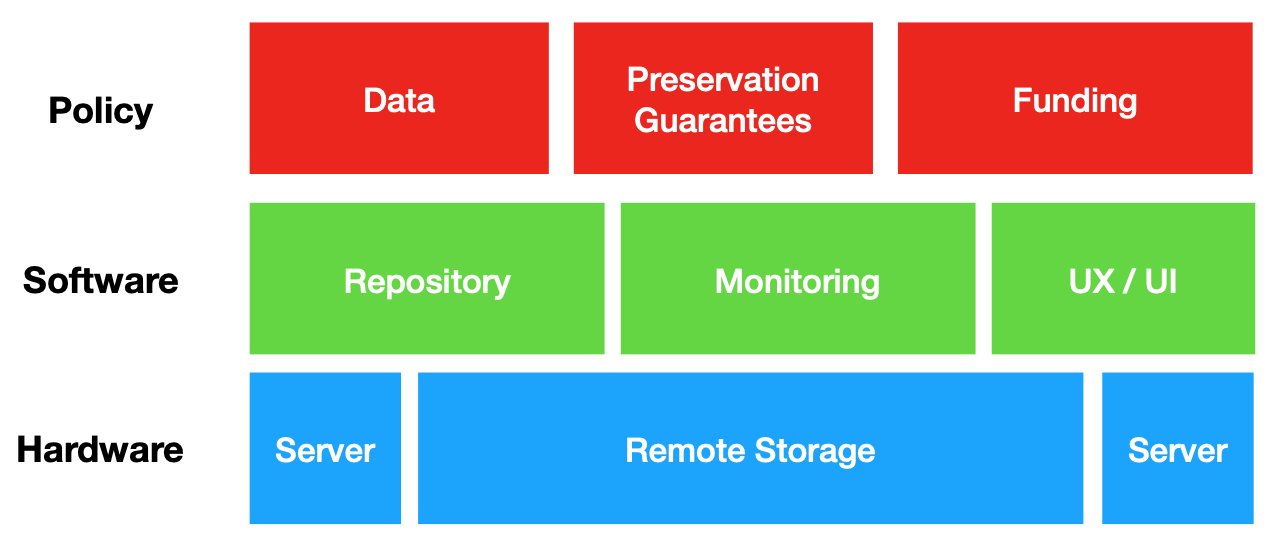 Policy
Data
Preservation
Guarantees
Funding
Software
Repository
Monitoring
UX / UI
Hardware
Server
Remote Storage
Server